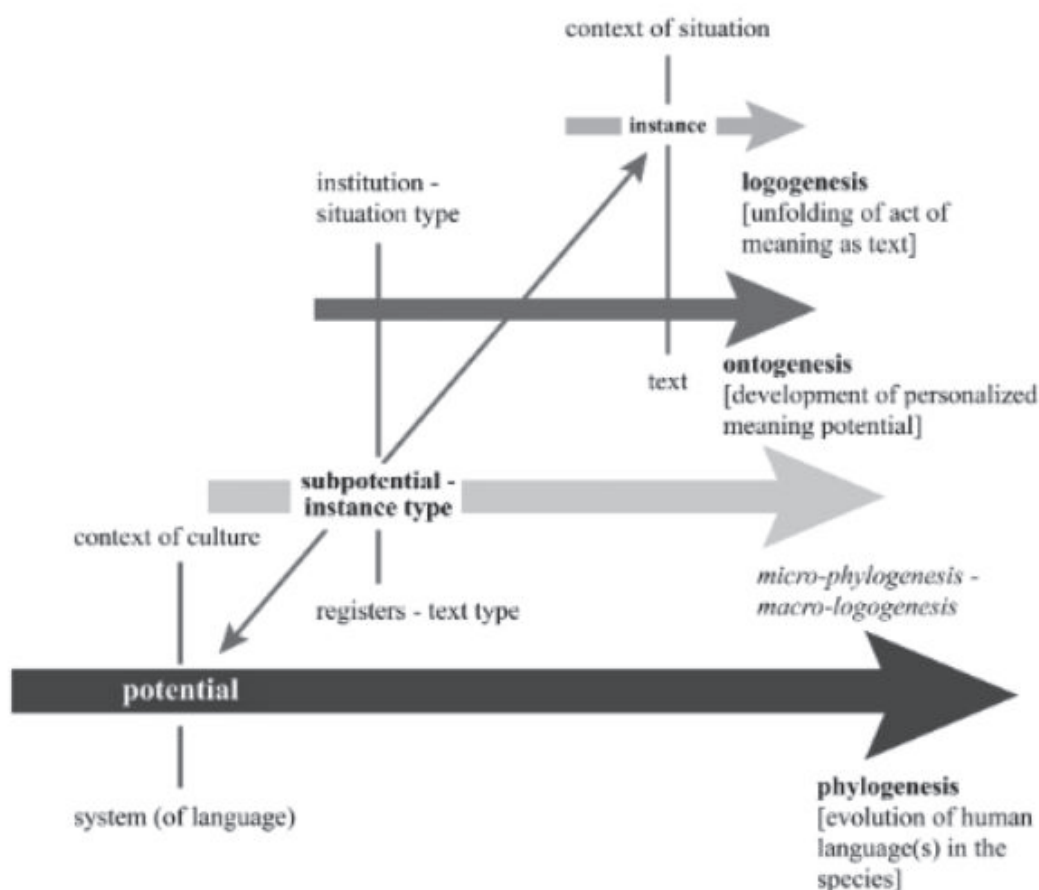 context of situation
instance
institution -
situation type
logogenesis
[unfolding of act of
meaning as text]
text
ontogenesis
[development of personalized
meaning potential]
subpotential -
instance type
context of culture
micro-phylogenesis -
macro-logogenesis
registers - text type
potential
system (of language)
phylogenesis
[evolution of human
language(s) in the
species]